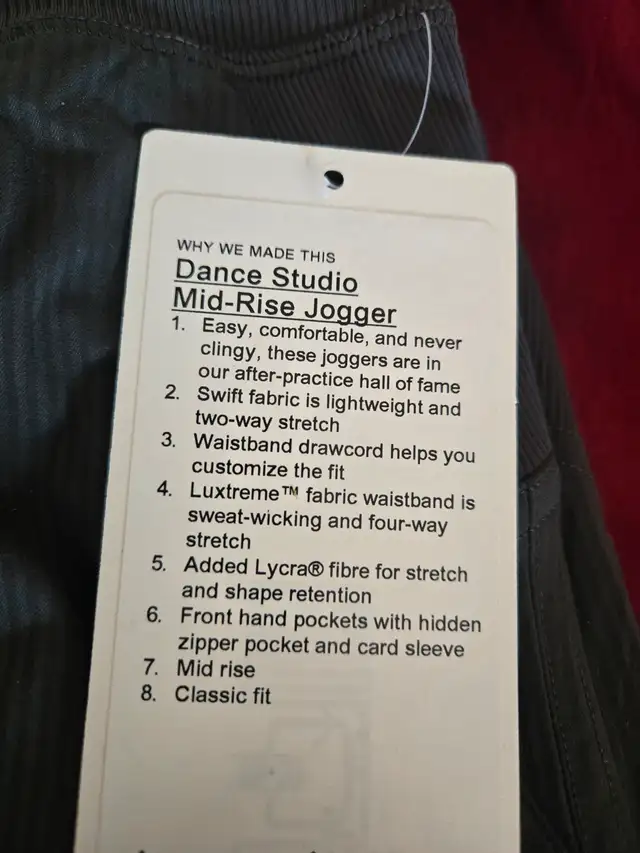 WHY WE MADE THIS
Dance Studio
Mid-Rise Jogger
1. Easy, comfortable, and never
clingy, these joggers are in
our after-practice hall of fame
2. Swift fabric is lightweight and
two-way stretch
3. Waistband drawcord helps you
customize the fit
4. Luxtreme™ fabric waistband is
sweat-wicking and four-way
stretch
5. Added Lycra® fibre for stretch
and shape retention
6. Front hand pockets with hidden
zipper pocket and card sleeve
7. Mid rise
8. Classic fit